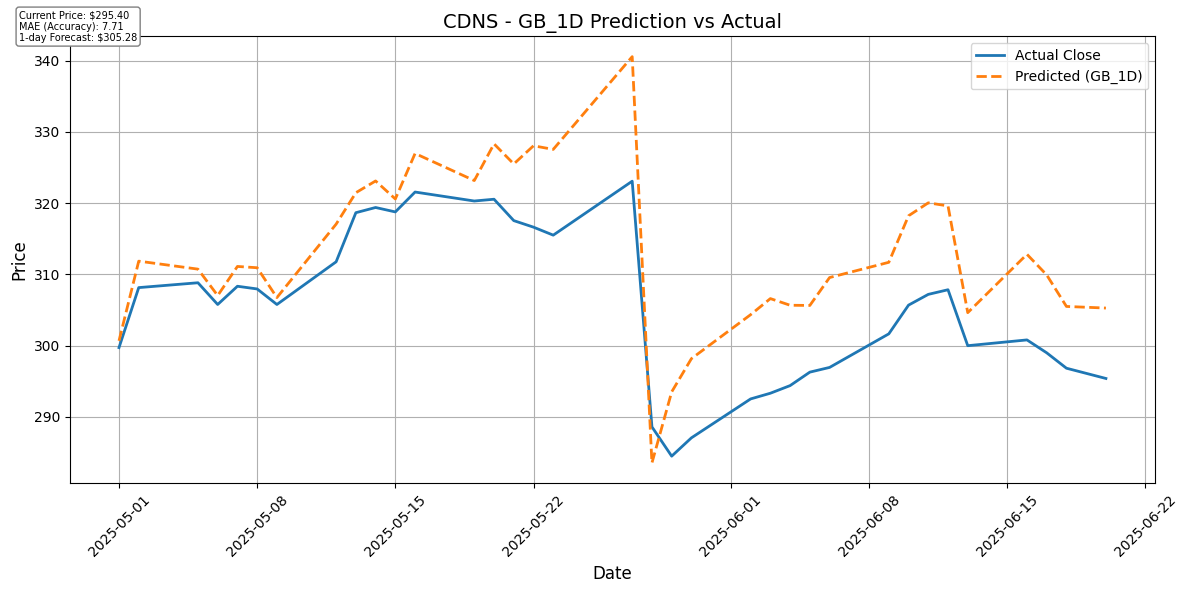 Current Price: $295.40
MAE (Accuracy): 7.71
1-day Forecast: $305.28
CDNS - GB_1D Prediction vs Actual
Actual Close
Predicted (GB_1D)
Price
340
330
320
310
300
290
2025-05-01
2025-05-08
2025-05-15
2025-05-22
2025-06-01
2025-06-08
2025-06-15
2025-06-22
Date